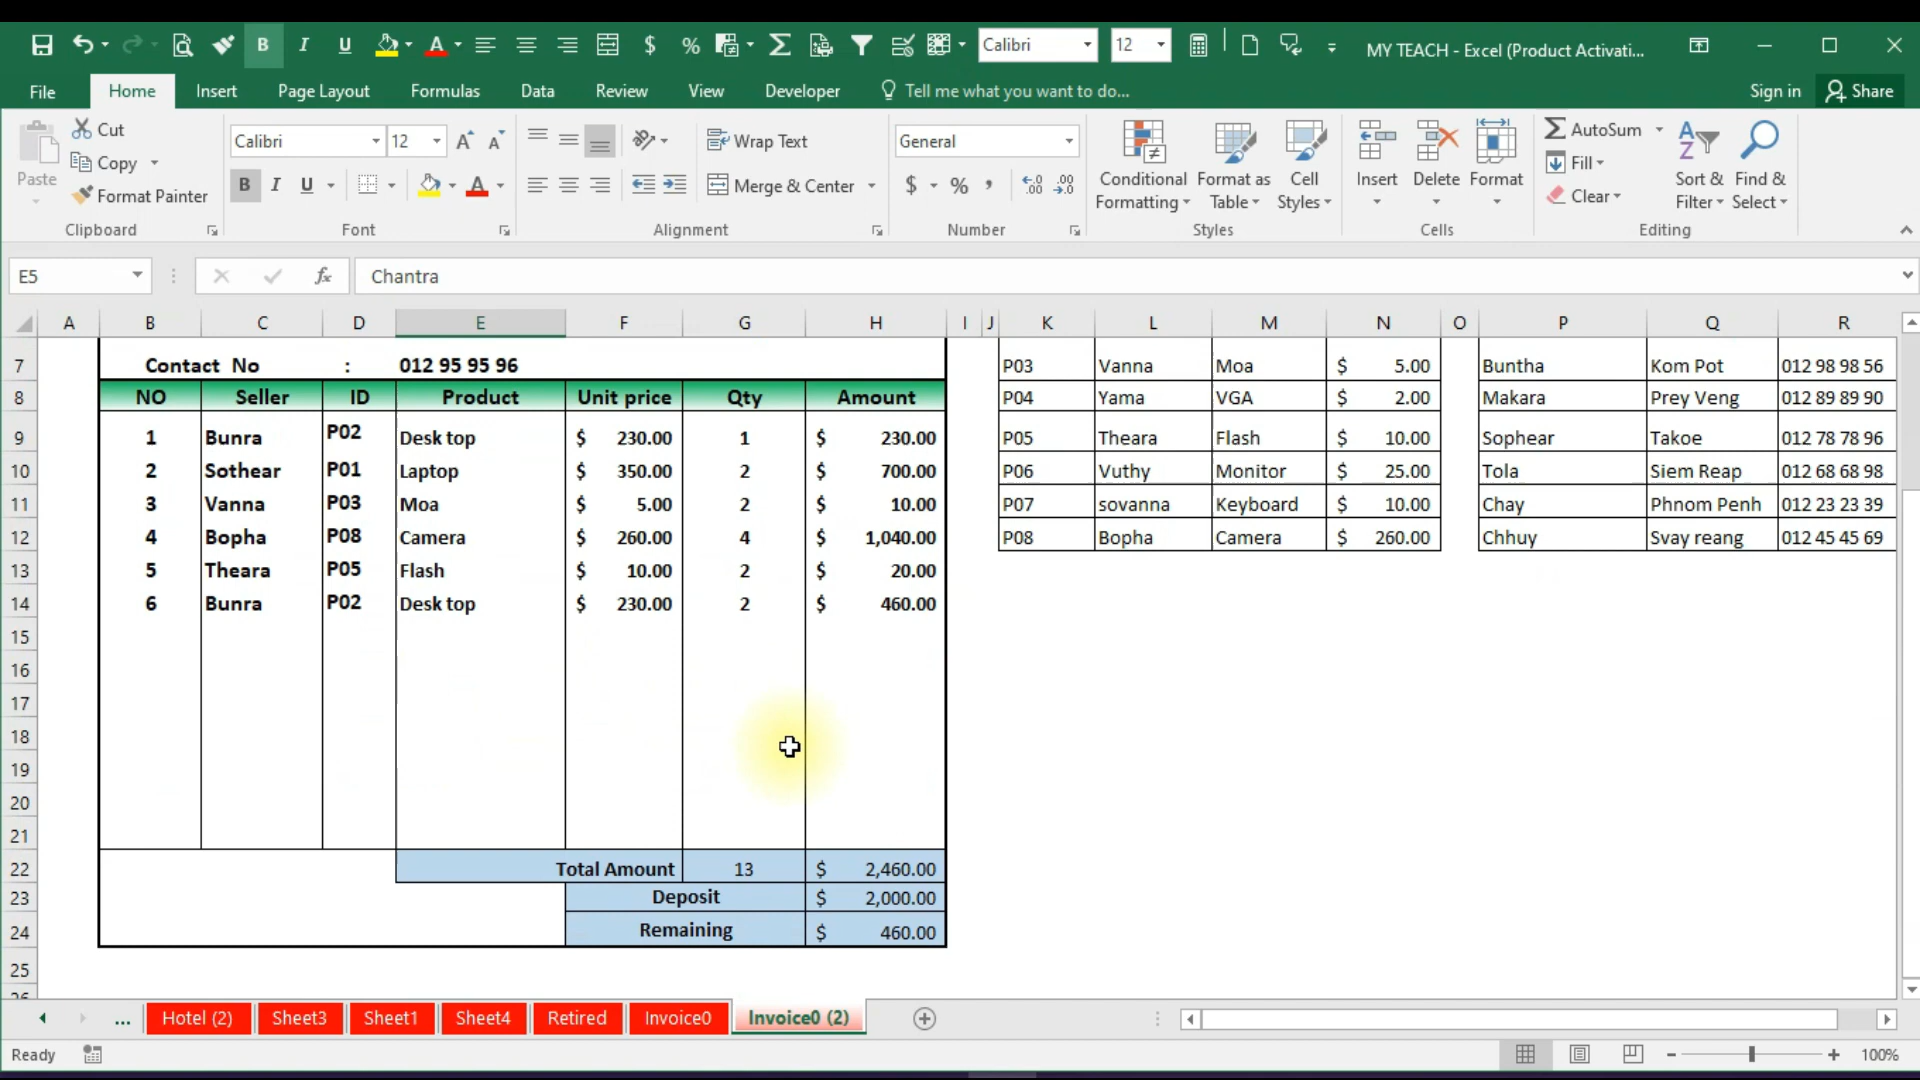 B I U A $ % Calibri 12 MY TEACH - Excel (Product Activati...
File Home Insert Page Layout Formulas Data Review View Developer Tell me what you want to do... Sign in Share
Paste Cut Copy Format Painter Clipboard
Calibri 12 A A B I U A Font
Wrap Text Merge & Center Alignment
General $ % , .00 .00 Number
Conditional Formatting Format as Table Cell Styles Styles
Insert Delete Format Cells
AutoSum Fill Clear Sort & Filter Find & Select Editing
E5 fx Chantra
A B C D E F G H I J K L M N O P Q R
7 Contact No : 012 95 95 96 P03 Vanna Moa $ 5.00 Buntha Kom Pot 012 98 98 56
8 NO Seller ID Product Unit price Qty Amount P04 Yama VGA $ 2.00 Makara Prey Veng 012 89 89 90
9 1 Bunra P02 Desk top $ 230.00 1 $ 230.00 P05 Theara Flash $ 10.00 Sophear Takoe 012 78 78 96
10 2 Sothear P01 Laptop $ 350.00 2 $ 700.00 P06 Vuthy Monitor $ 25.00 Tola Siem Reap 012 68 68 98
11 3 Vanna P03 Moa $ 5.00 2 $ 10.00 P07 sovanna Keyboard $ 10.00 Chay Phnom Penh 012 23 23 39
12 4 Bopha P08 Camera $ 260.00 4 $ 1,040.00 P08 Bopha Camera $ 260.00 Chhuy Svay reang 012 45 45 69
13 5 Theara P05 Flash $ 10.00 2 $ 20.00
14 6 Bunra P02 Desk top $ 230.00 2 $ 460.00
15
16
17
18
19
20
21
22 Total Amount 13 $ 2,460.00
23 Deposit $ 2,000.00
24 Remaining $ 460.00
25
... Hotel (2) Sheet3 Sheet1 Sheet4 Retired Invoice0 Invoice0 (2)
Ready 100%